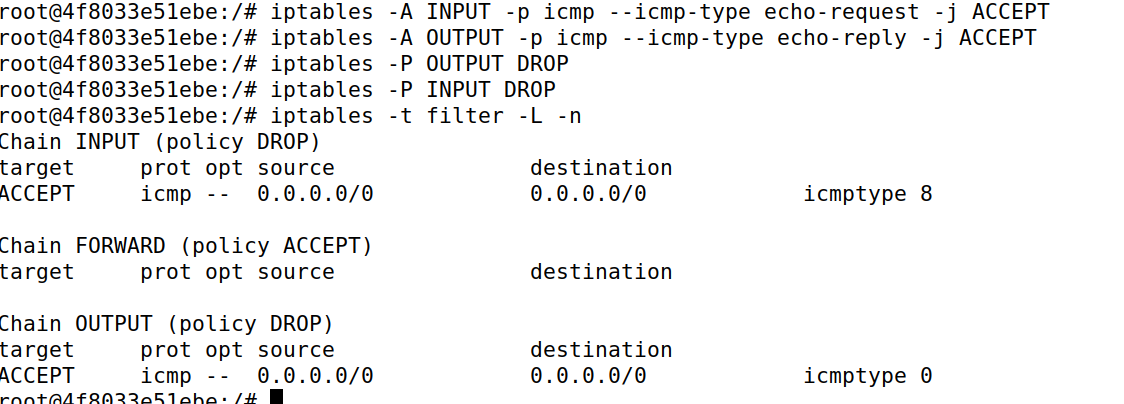 root@4f8033e51ebe:/# iptables -A INPUT -p icmp --icmp-type echo-request -j ACCEPT
root@4f8033e51ebe:/# iptables -A OUTPUT -p icmp --icmp-type echo-reply -j ACCEPT
root@4f8033e51ebe:/# iptables -P OUTPUT DROP
root@4f8033e51ebe:/# iptables -P INPUT DROP
root@4f8033e51ebe:/# iptables -t filter -L -n
Chain INPUT (policy DROP)
target     prot opt source               destination
ACCEPT     icmp --  0.0.0.0/0            0.0.0.0/0            icmptype 8

Chain FORWARD (policy ACCEPT)
target     prot opt source               destination

Chain OUTPUT (policy DROP)
target     prot opt source               destination
ACCEPT     icmp --  0.0.0.0/0            0.0.0.0/0            icmptype 0
root@4f8033e51ebe:/#